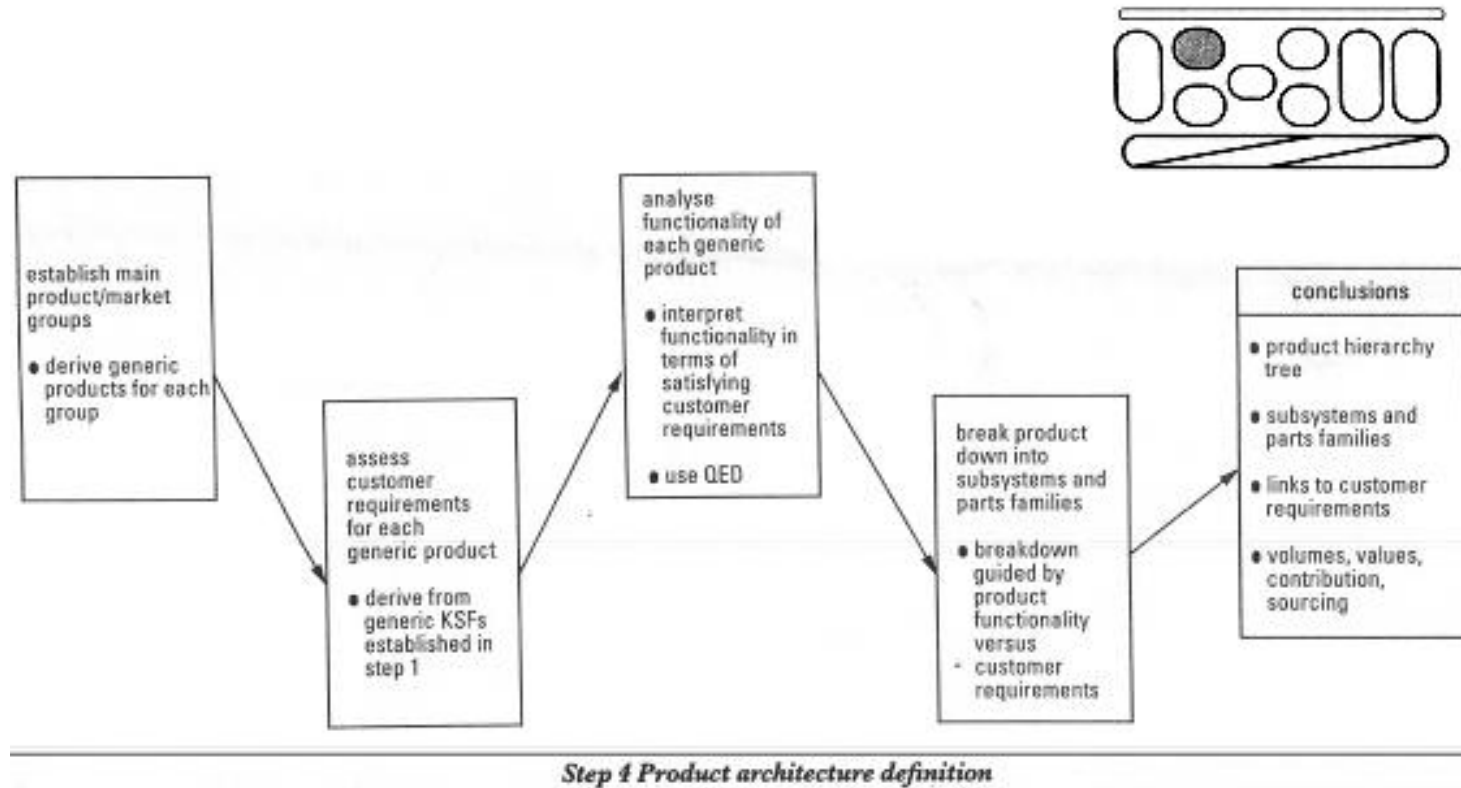 establish main
product/market
groups
● derive generic
products for each
group
assess
customer
requirements
for each
generic product
● derive from
generic KSFs
established in
step 1
analyse
functionality of
each generic
product
● interpret
functionality in
terms of
satisfying
customer
requirements
● use QED
break product
down into
subsystems and
parts families
● breakdown
guided by
product
functionality
versus
customer
requirements
conclusions
● product hierarchy
tree
● subsystems and
parts families
● links to customer
requirements
● volumes, values,
contribution,
sourcing
Step 4 Product architecture definition